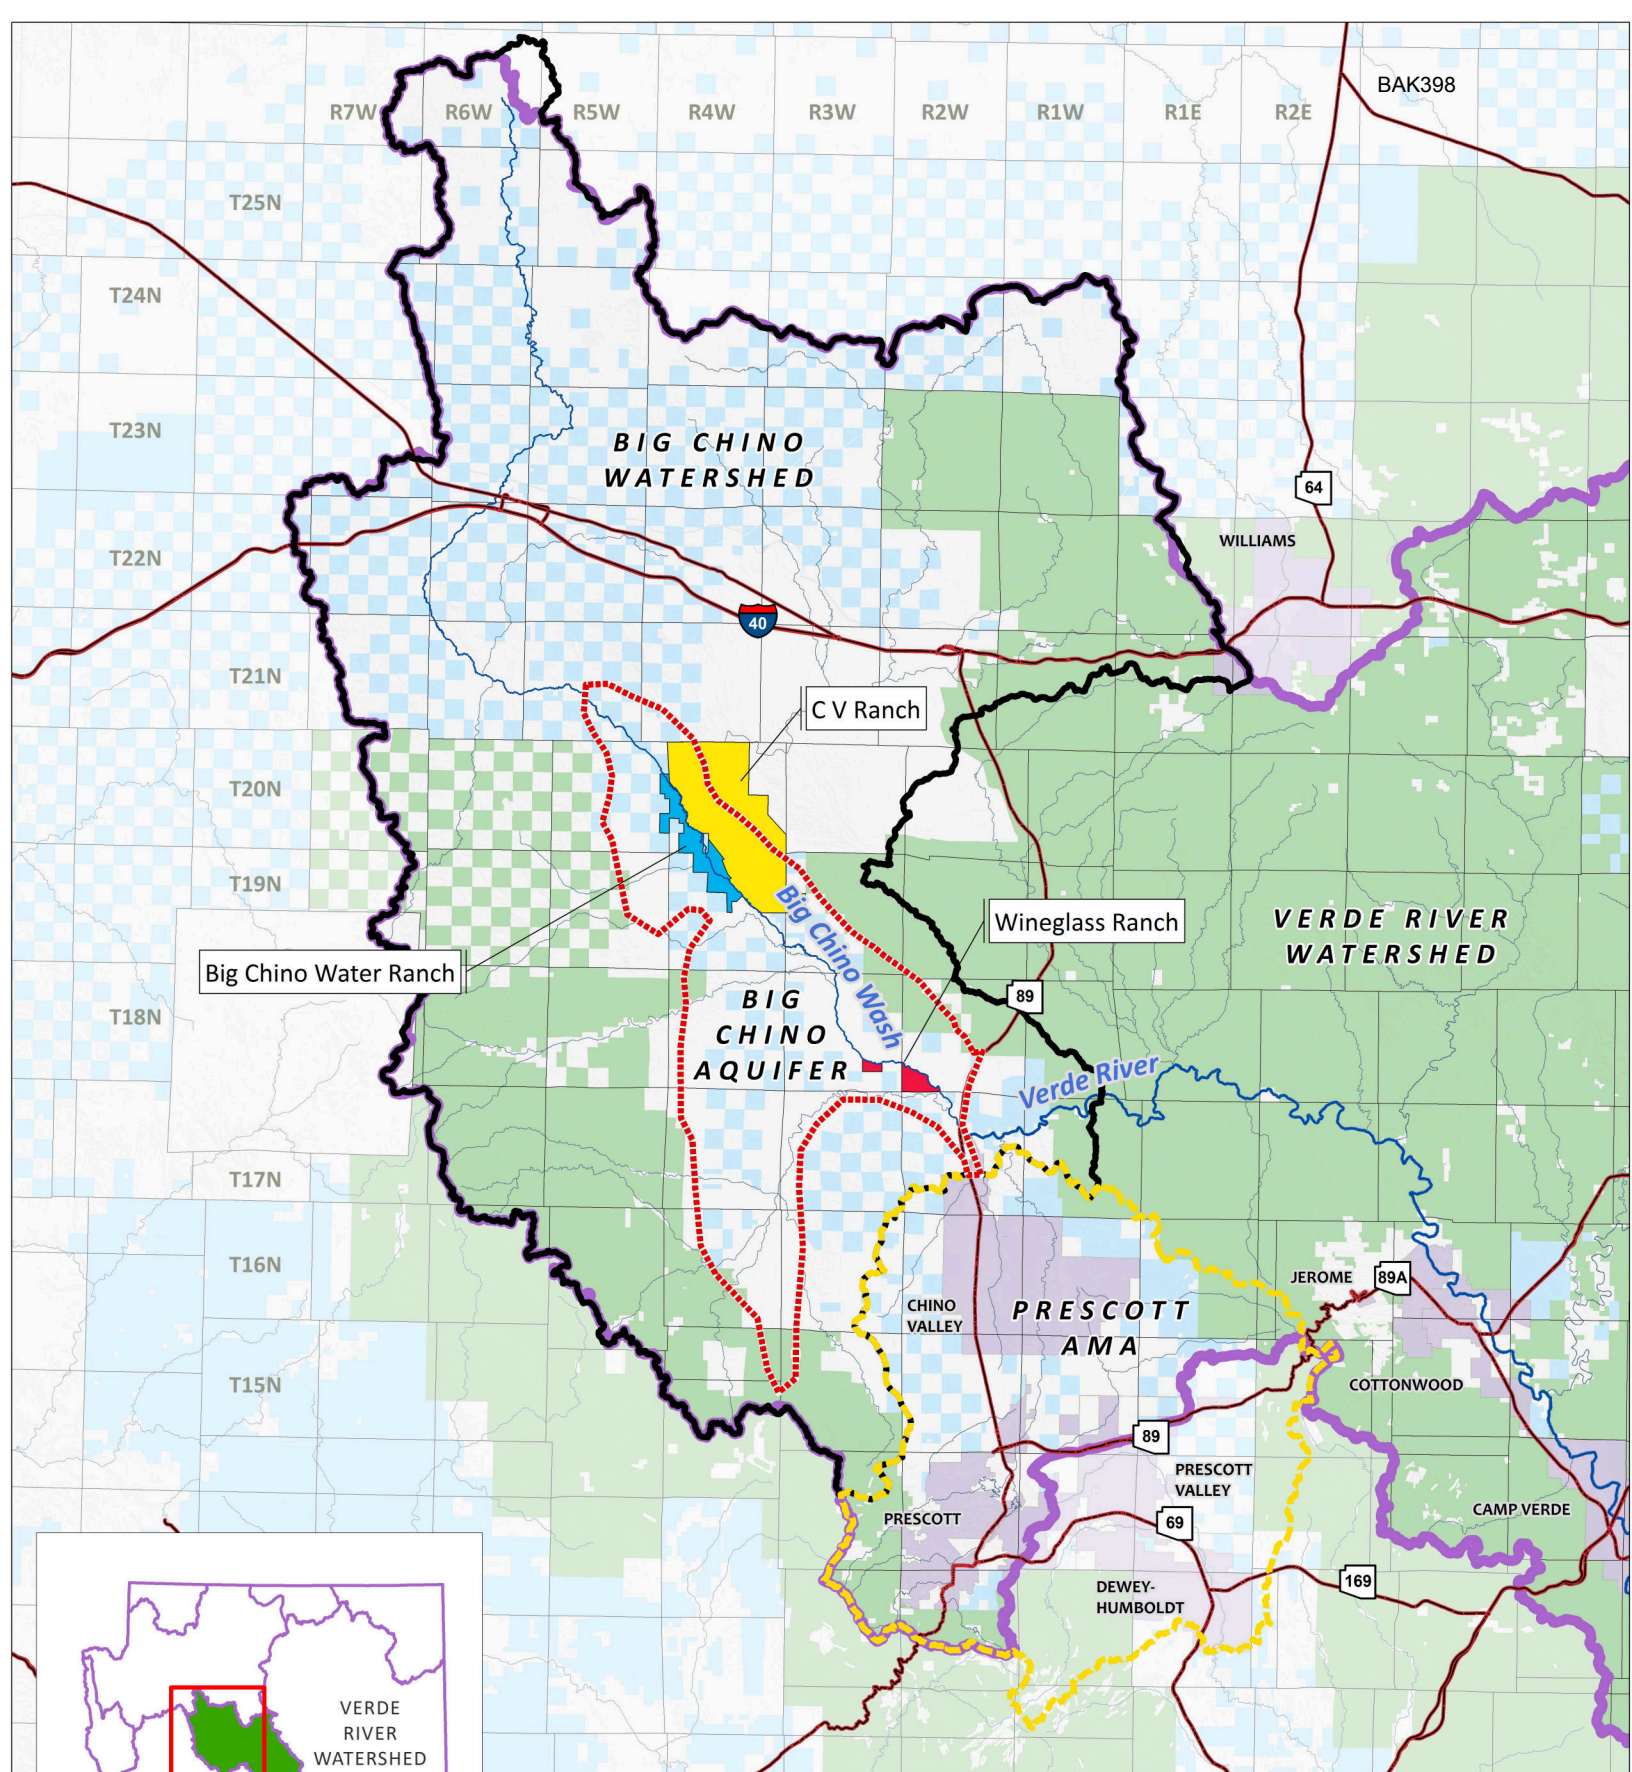 BAK398
R7W R6W R5W R4W R3W R2W R1W R1E R2E
T25N
T24N
T23N
BIG CHINO
WATERSHED
64
WILLIAMS
T22N
40
T21N
C V Ranch
T20N
T19N
Big Chino Wash
Wineglass Ranch
VERDE RIVER
WATERSHED
Big Chino Water Ranch
89
T18N
BIG
CHINO
AQUIFER
Verde River
T17N
T16N
JEROME
89A
CHINO
VALLEY
PRESCOTT
AMA
T15N
COTTONWOOD
89
PRESCOTT
VALLEY
CAMP VERDE
PRESCOTT
69
169
DEWEY-
HUMBOLDT
VERDE
RIVER
WATERSHED